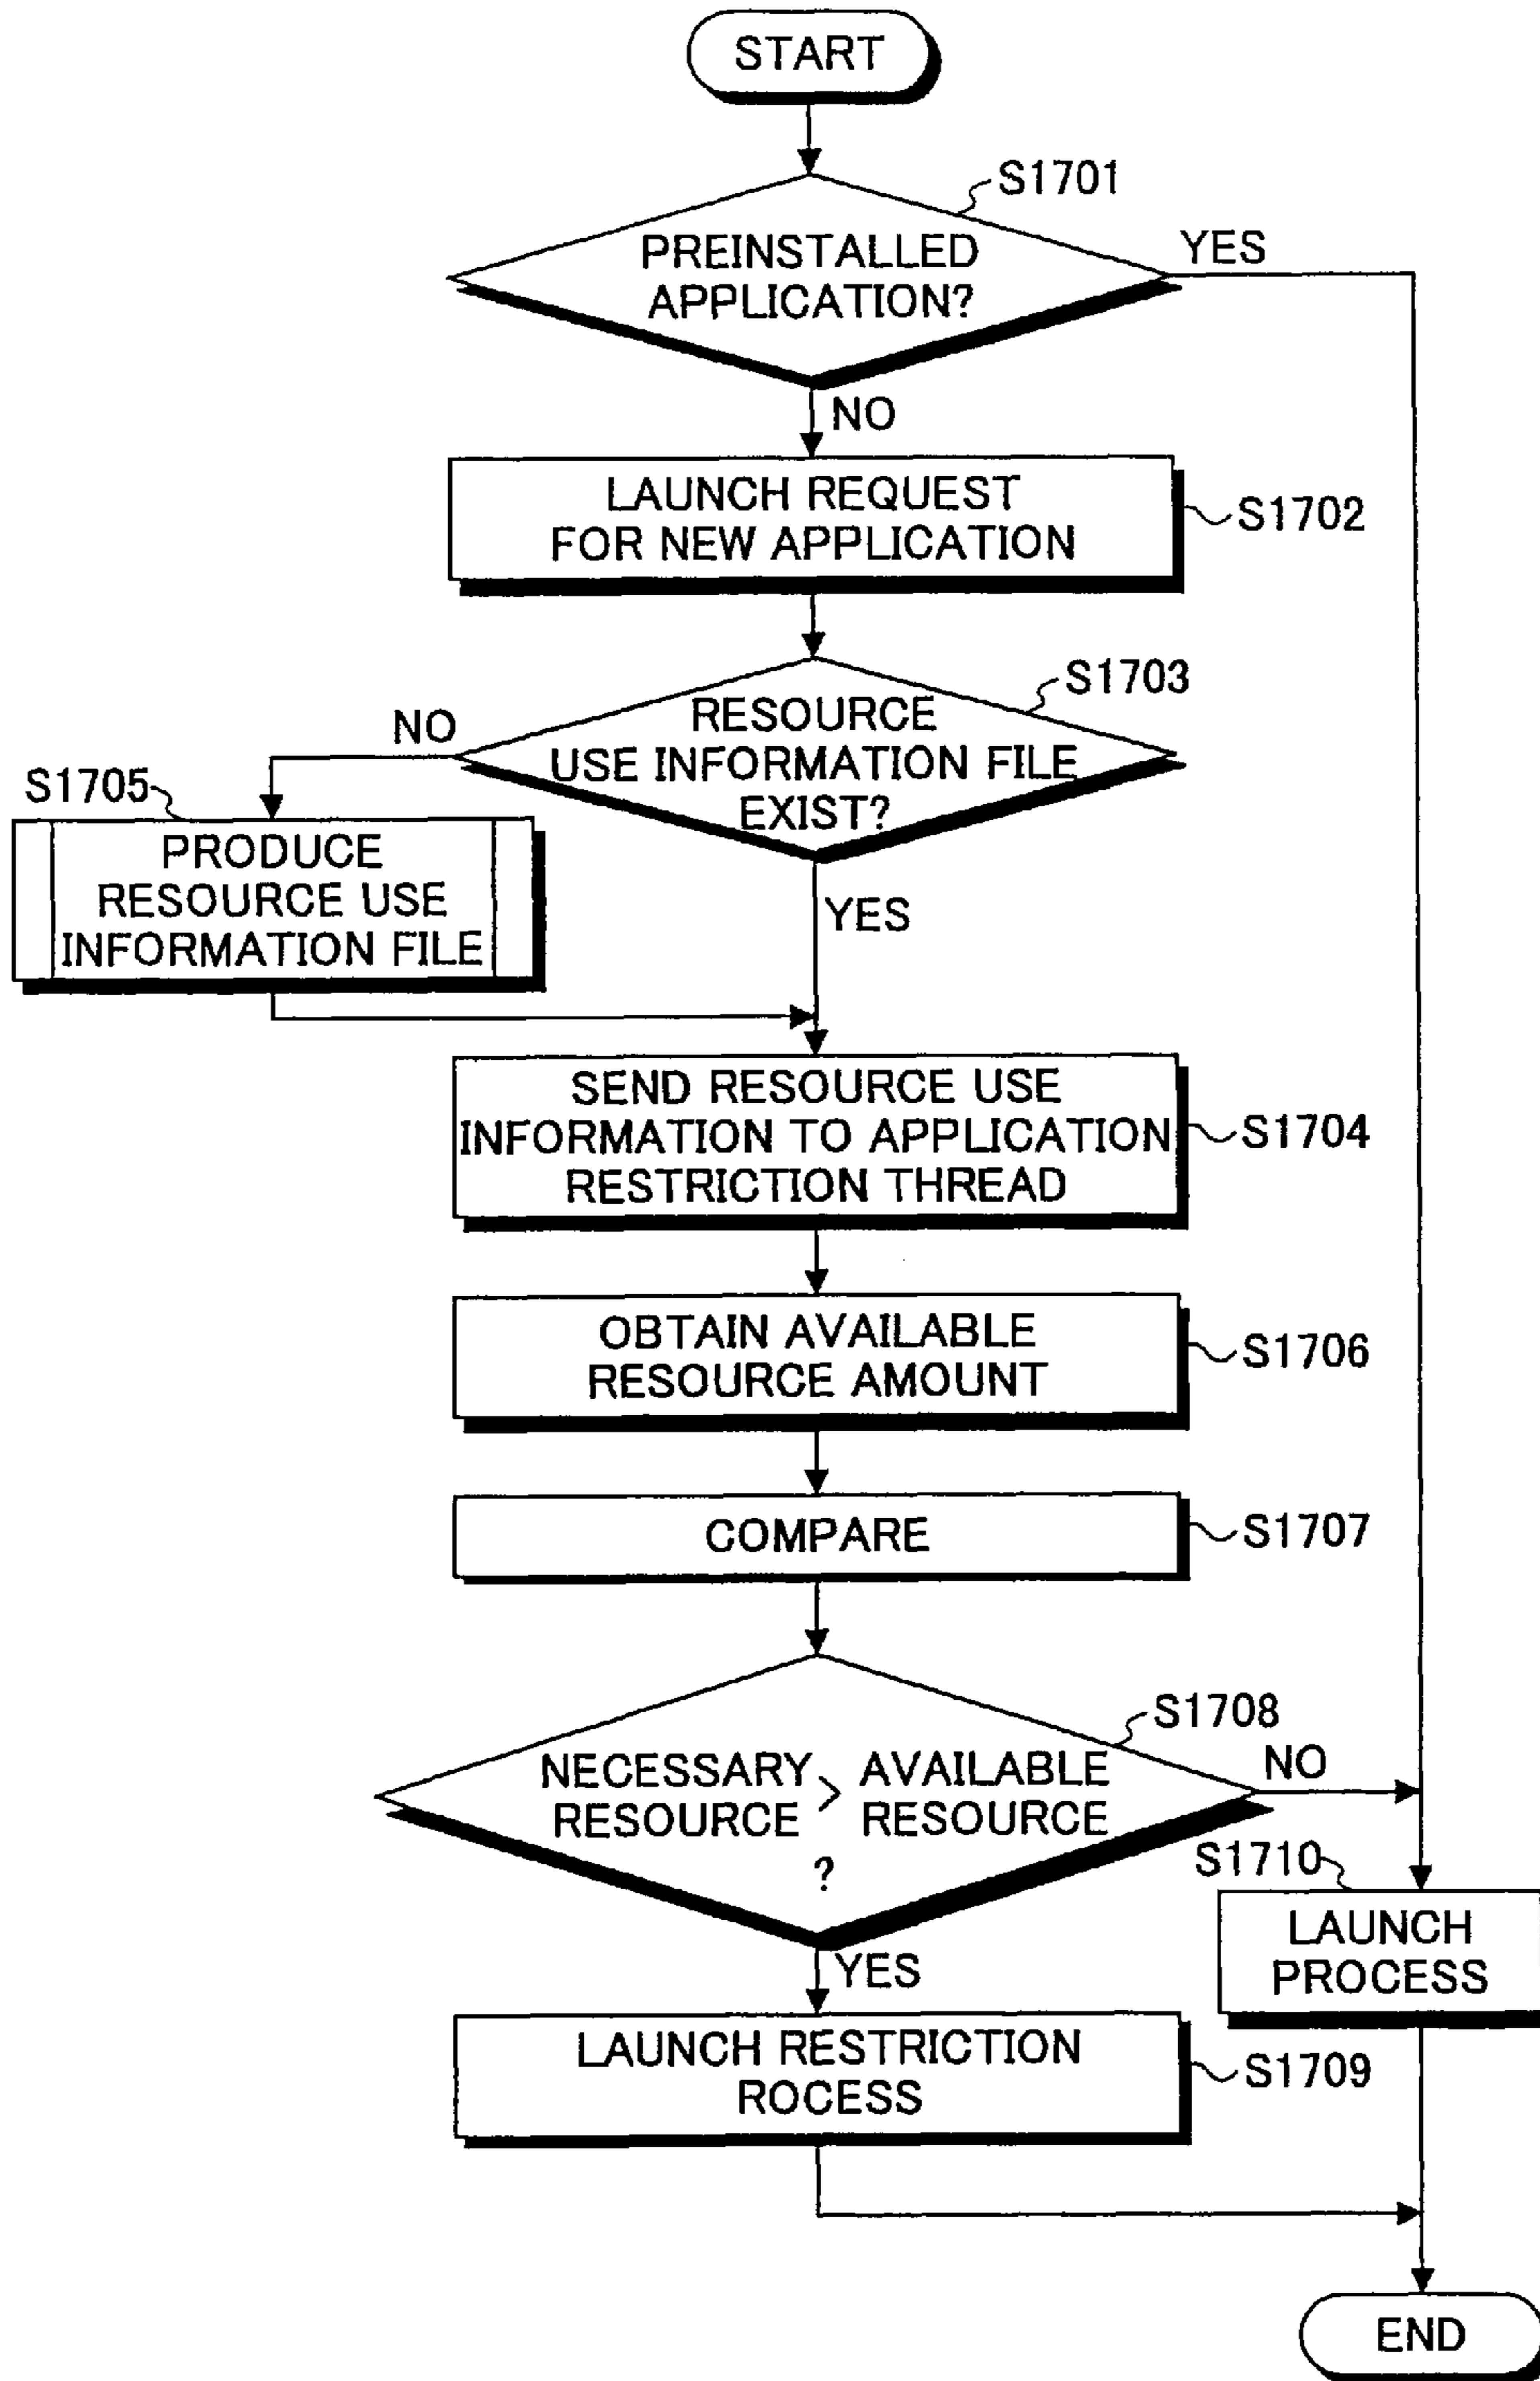 START
S1701
PREINSTALLED
APPLICATION?
YES
NO
LAUNCH REQUEST
FOR NEW APPLICATION
S1702
S1703
RESOURCE
USE INFORMATION FILE
EXIST?
NO
YES
S1705
PRODUCE
RESOURCE USE
INFORMATION FILE
SEND RESOURCE USE
INFORMATION TO APPLICATION
RESTRICTION THREAD
S1704
OBTAIN AVAILABLE
RESOURCE AMOUNT
S1706
COMPARE
S1707
S1708
NECESSARY > AVAILABLE
RESOURCE RESOURCE
?
NO
YES
S1710
LAUNCH
PROCESS
LAUNCH RESTRICTION
ROCESS
S1709
END